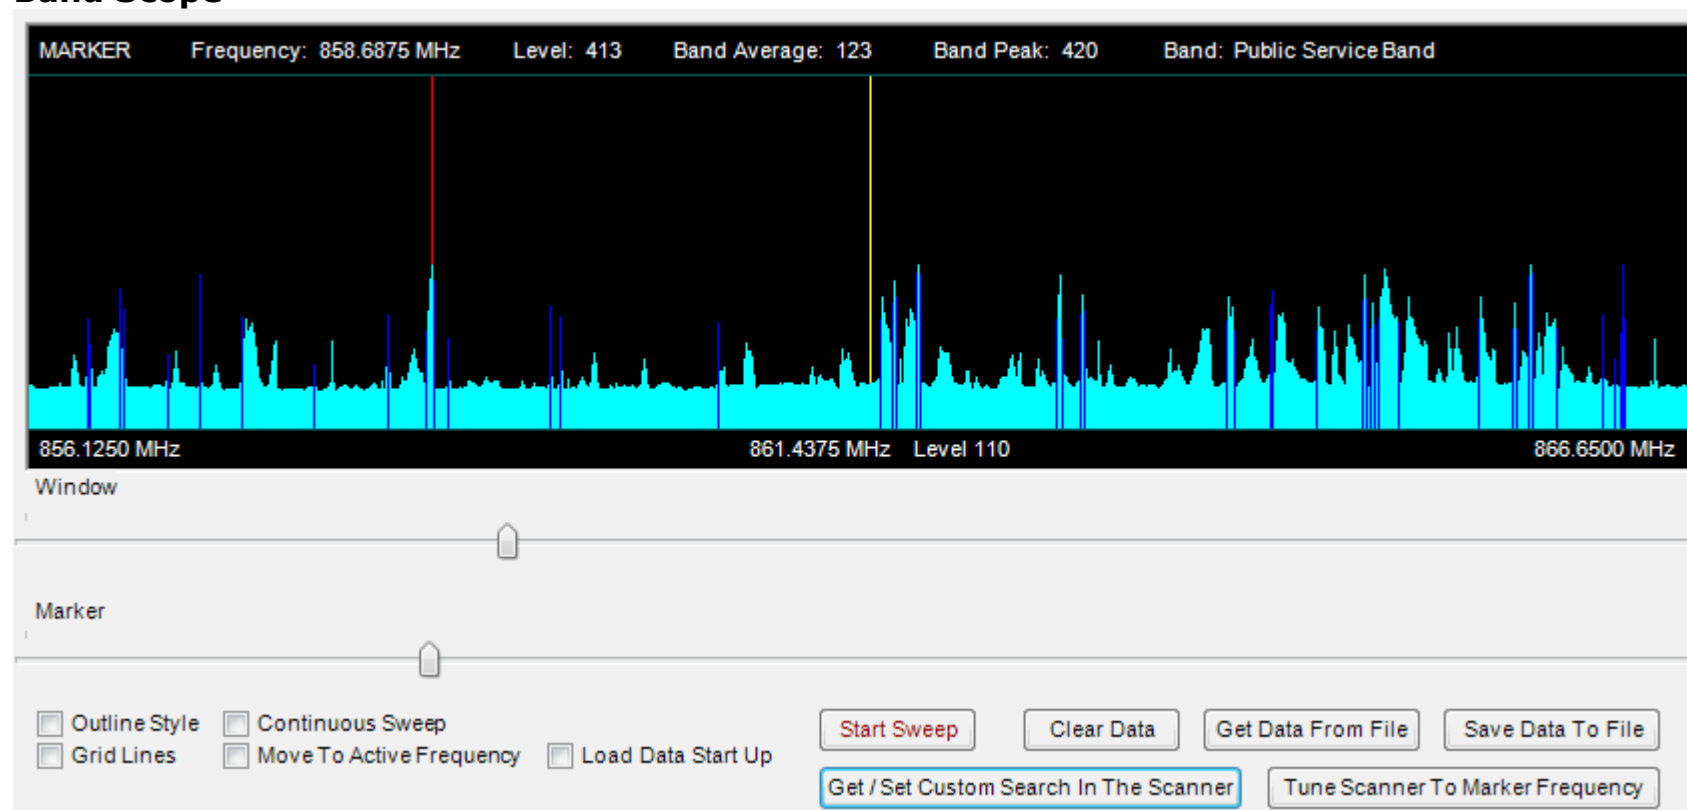 Band Scope
MARKER Frequency: 858.6875 MHz Level: 413 Band Average: 123 Band Peak: 420 Band: Public Service Band
856.1250 MHz 861.4375 MHz Level 110 866.6500 MHz
Window
Marker
Outline Style Continuous Sweep Start Sweep Clear Data Get Data From File Save Data To File
Grid Lines Move To Active Frequency Load Data Start Up
Get / Set Custom Search In The Scanner Tune Scanner To Marker Frequency